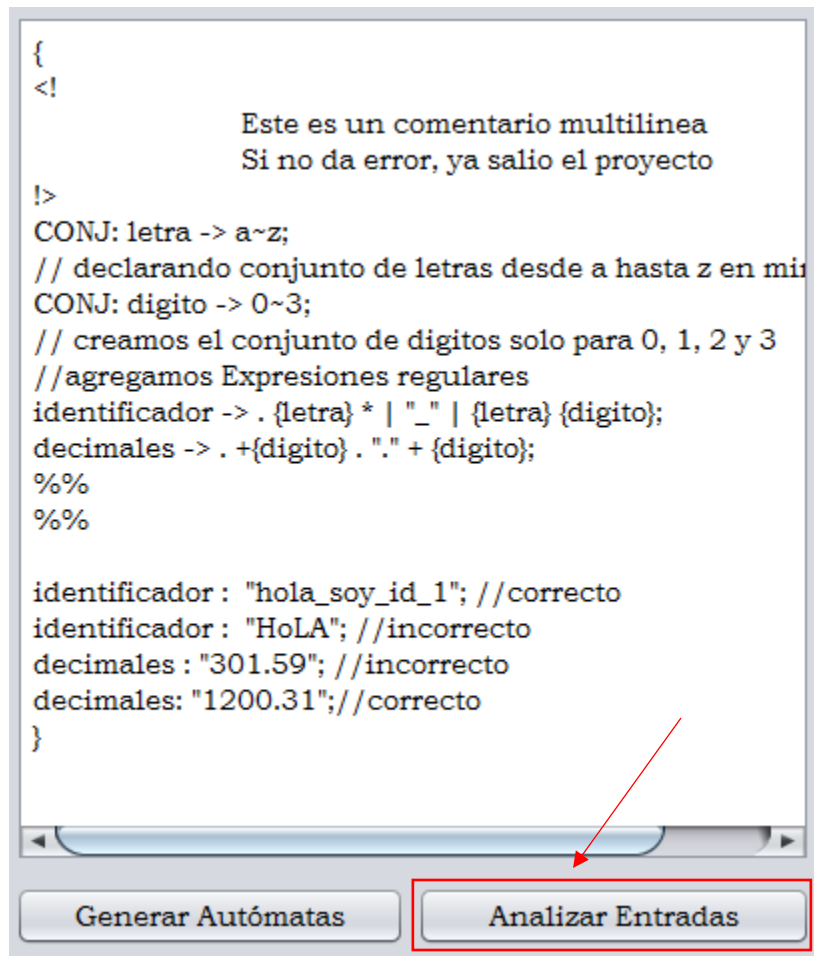 {
<!
Este es un comentario multilinea
Si no da error, ya salio el proyecto
!>
CONJ: letra -> a~z;
// declarando conjunto de letras desde a hasta z en
CONJ: digito -> 0~3;
// creamos el conjunto de digitos solo para 0, 1, 2 y 3
//agregamos Expresiones regulares
identificador -> . {letra} * | "_" | {letra} {digito};
decimales -> . +{digito} . "." + {digito};
%%
%%
identificador :  "hola_soy_id_1"; //correcto
identificador :  "HoLA"; //incorrecto
decimales : "301.59"; //incorrecto
decimales: "1200.31";//correcto
}
Generar Autómatas
Analizar Entradas